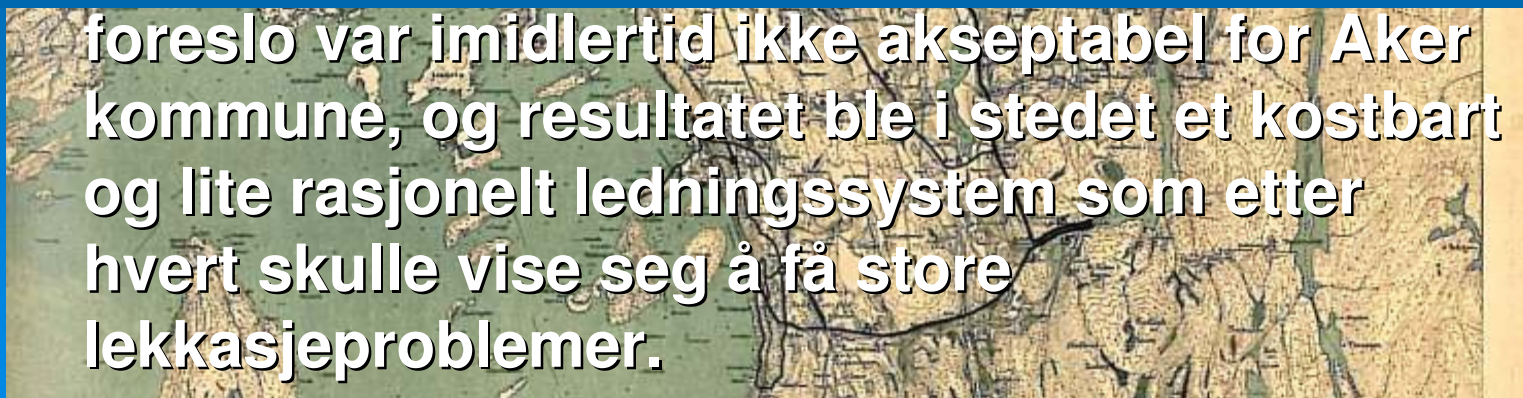 foreslo var imidlertid ikke akseptabel for Aker
kommune, og resultatet ble i stedet et kostbart
og lite rasjonelt ledningssystem som etter
hvert skulle vise seg å få store
lekkasjeproblemer.